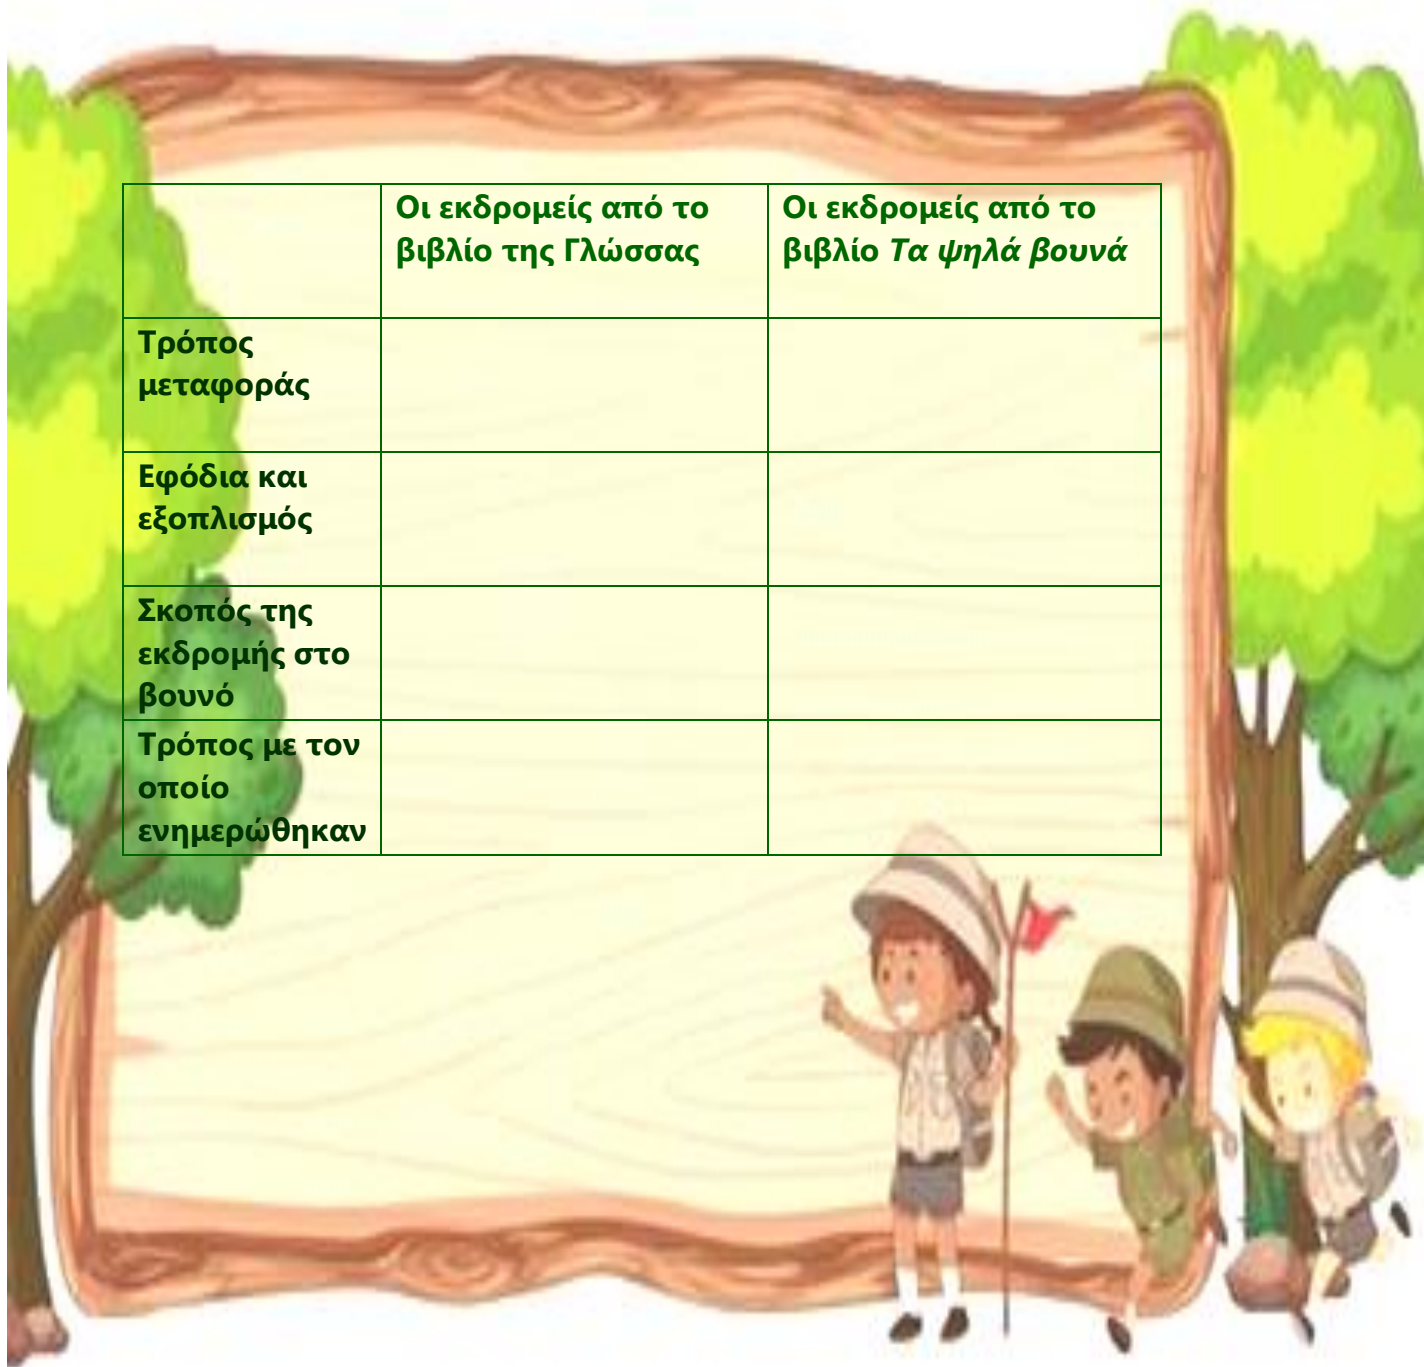 Οι εκδρομείς από το
βιβλίο της Γλώσσας
Οι εκδρομείς από το
βιβλίο Τα ψηλά βουνά
Τρόπος
μεταφοράς
Εφόδια και
εξοπλισμός
Σκοπός της
εκδρομής στο
βουνό
Τρόπος με τον
οποίο
ενημερώθηκαν